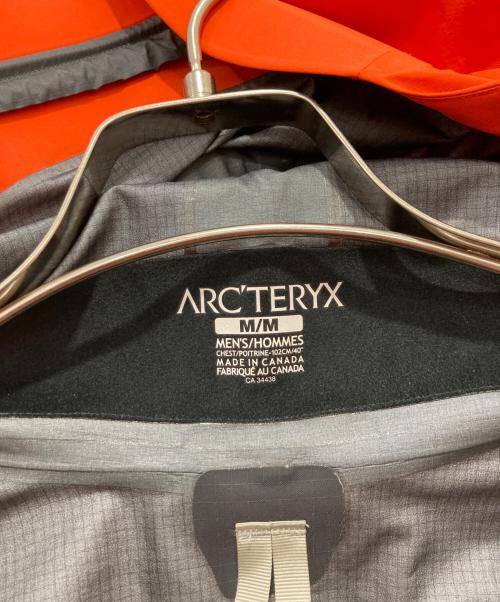 ARC'TERYX
M/M
MEN'S/HOMMES
CHEST/POITRINE-102CM/40"
MADE IN CANADA
FABRIQUÉ AU CANADA
CA 34438